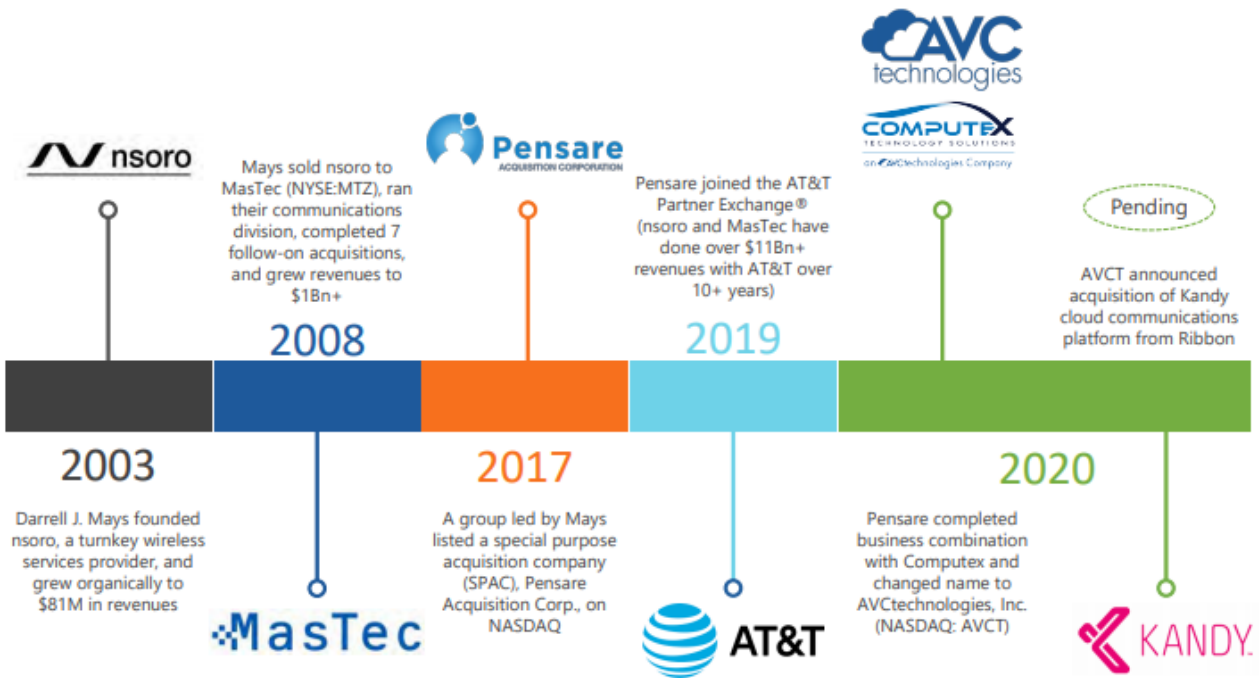 nsoro
2003
Darrell J. Mays founded
nsoro, a turnkey wireless
services provider, and
grew organically to
$81M in revenues
Mays sold nsoro to
MasTec (NYSE:MTZ), ran
their communications
division, completed 7
follow-on acquisitions,
and grew revenues to
$1Bn+
2008
MasTec
Pensare
ACQUISITION CORPORATION
2017
A group led by Mays
listed a special purpose
acquisition company
(SPAC), Pensare
Acquisition Corp., on
NASDAQ
Pensare joined the AT&T
Partner Exchange®
(nsoro and MasTec have
done over $11Bn+
revenues with AT&T over
10+ years)
2019
AT&T
AVC
technologies
COMPUTEX
TECHNOLOGY SOLUTIONS
an AVCtechnologies Company
2020
Pensare completed
business combination
with Computex and
changed name to
AVCtechnologies, Inc.
(NASDAQ: AVCT)
Pending
AVCT announced
acquisition of Kandy
cloud communications
platform from Ribbon
KANDY